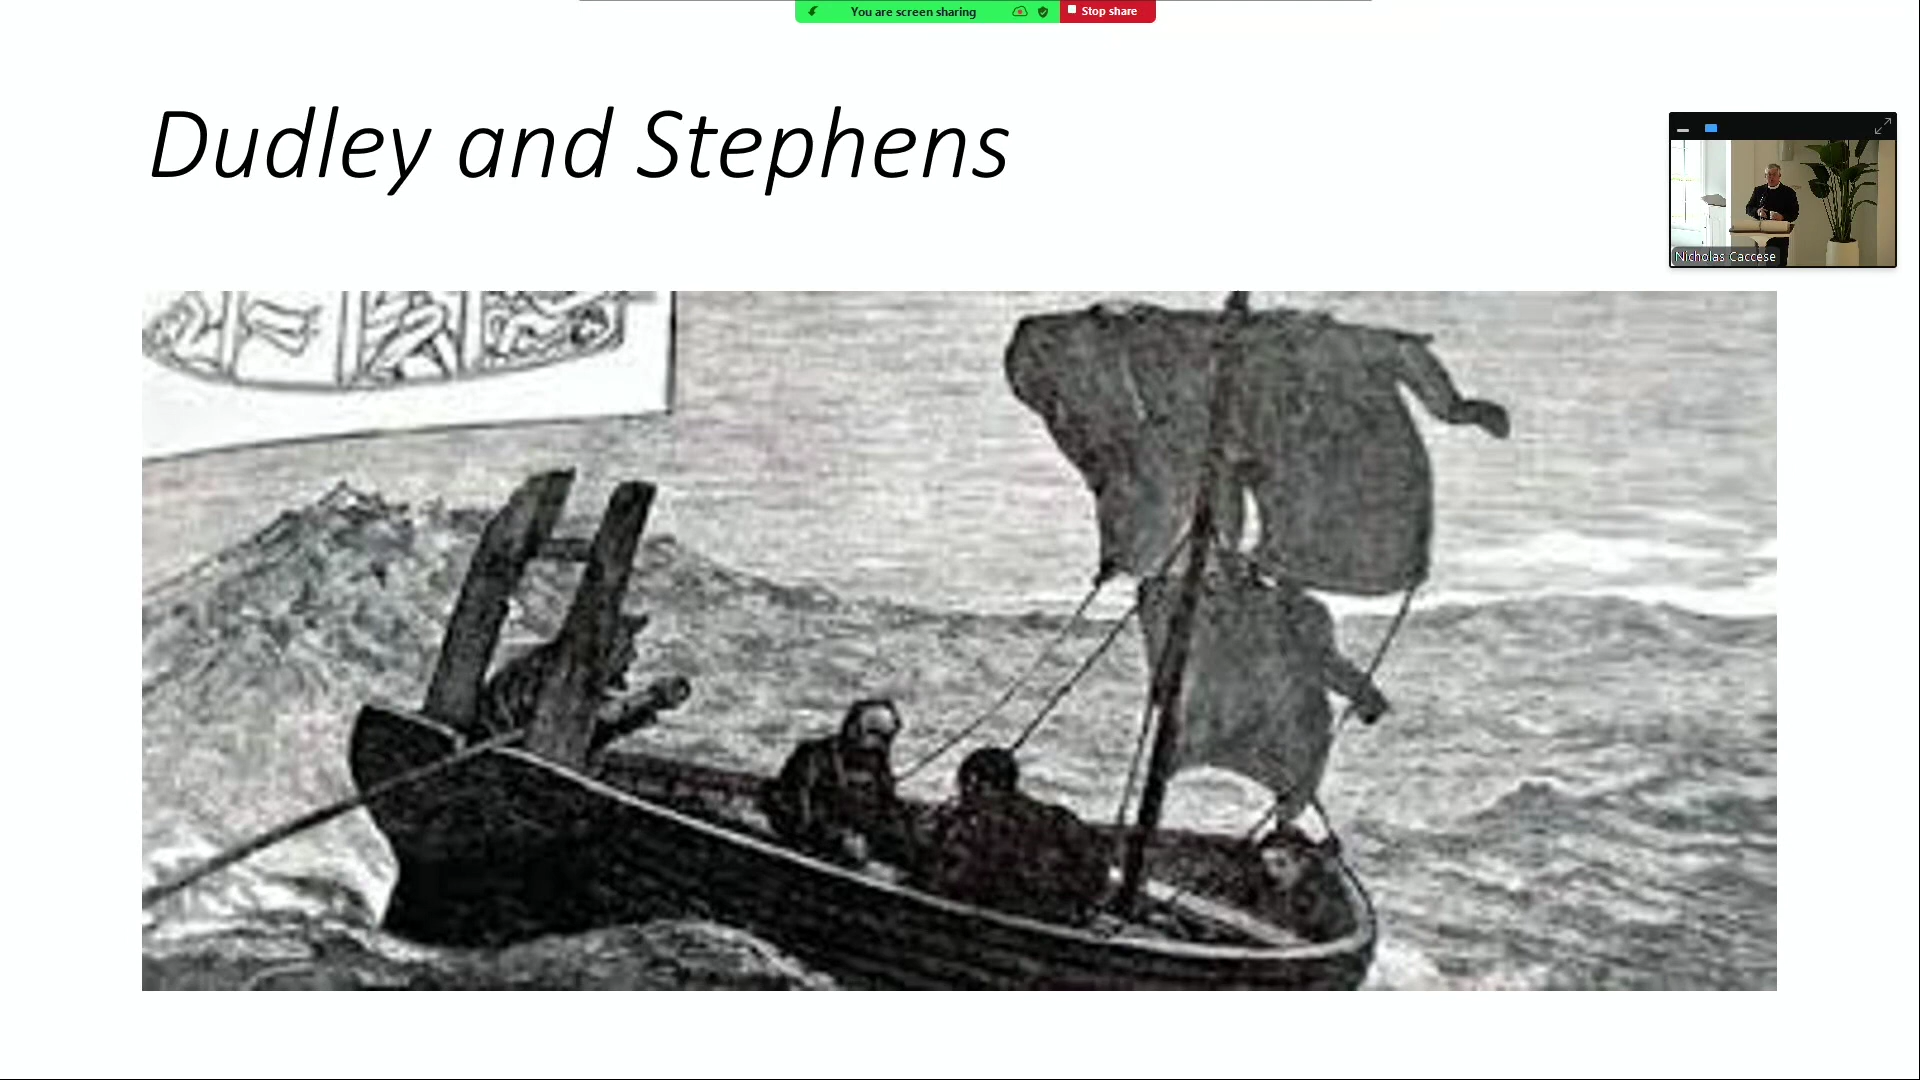 You are screen sharing
Stop share
Dudley and Stephens
Nicholas Caccese